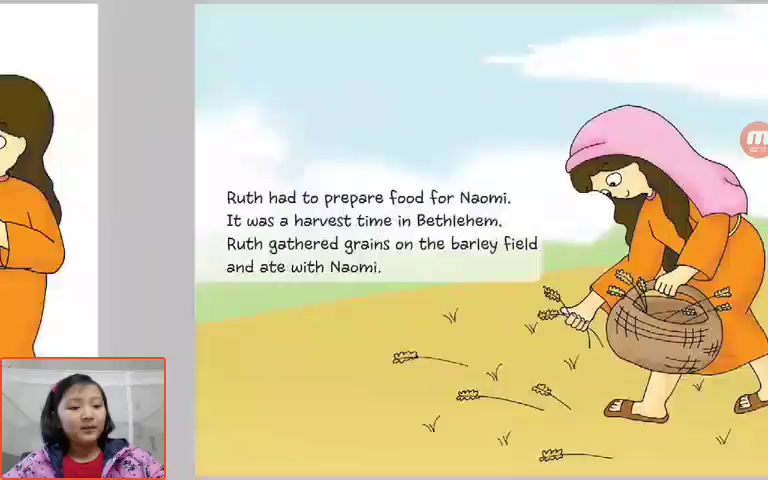 Ruth had to prepare food for Naomi.
It was a harvest time in Bethlehem.
Ruth gathered grains on the barley field
and ate with Naomi.